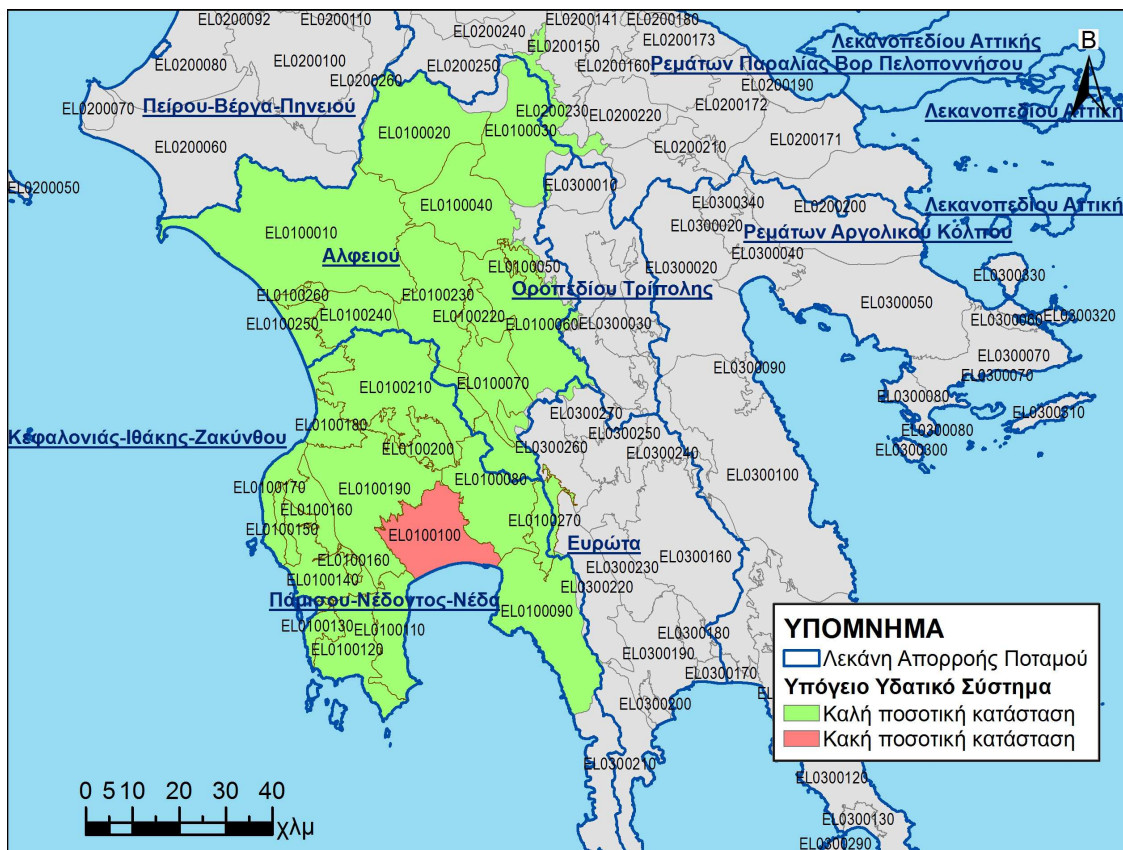 EL0200092
EL0200110
EL0200141
EL0200180
EL0200240
EL0200150
EL0200173
Λεκανοπεδίου Αττικής
Β
EL0200080
EL0200100
EL0200250
EL0200160
Ρεμάτων Παραλίας Βορ Πελοποννήσου
EL0200260
EL0200190
EL0200070
Πείρου-Βέργα-Πηνειού
EL0200230
EL0200220
EL0200172
Λεκανοπεδίου Αττικής
EL0100020
EL0100030
EL0200060
EL0200210
EL0200171
EL0200050
EL0300010
EL0100040
EL0300340
EL0200200
Λεκανοπεδίου Αττικής
EL0100010
EL0300020
Ρεμάτων Αργολικού Κόλπου
Αλφειού
EL0100050
EL0300020
EL0300040
EL0300330
EL0100260
EL0100230
Οροπεδίου Τρίπολης
EL0300050
EL0100250
EL0100240
EL0100220
EL0100060
EL0300030
EL0300060
EL0300320
EL0300070
EL0300090
EL0300070
EL0100210
EL0100070
EL0300080
EL0300310
EL0100180
EL0300270
EL0300250
EL0300080
Κεφαλονιάς-Ιθάκης-Ζακύνθου
EL0100200
EL0300260
EL0300240
EL0300300
EL0100170
EL0100190
EL0100080
EL0300100
EL0100160
EL0100150
EL0100100
EL0100270
Ευρώτα
EL0300160
EL0100160
EL0300230
EL0100140
EL0300220
Πάμισου-Νέδοντος-Νέδα
EL0100090
EL0100130
EL0100110
EL0300180
EL0100120
EL0300190
EL0300170
EL0300200
EL0300210
EL0300120
EL0300130
EL0300290
ΥΠΟΜΝΗΜΑ
Λεκάνη Απορροής Ποταμού
Υπόγειο Υδατικό Σύστημα
Καλή ποσοτική κατάσταση
Κακή ποσοτική κατάσταση
0 5 10 20 30 40
χλμ